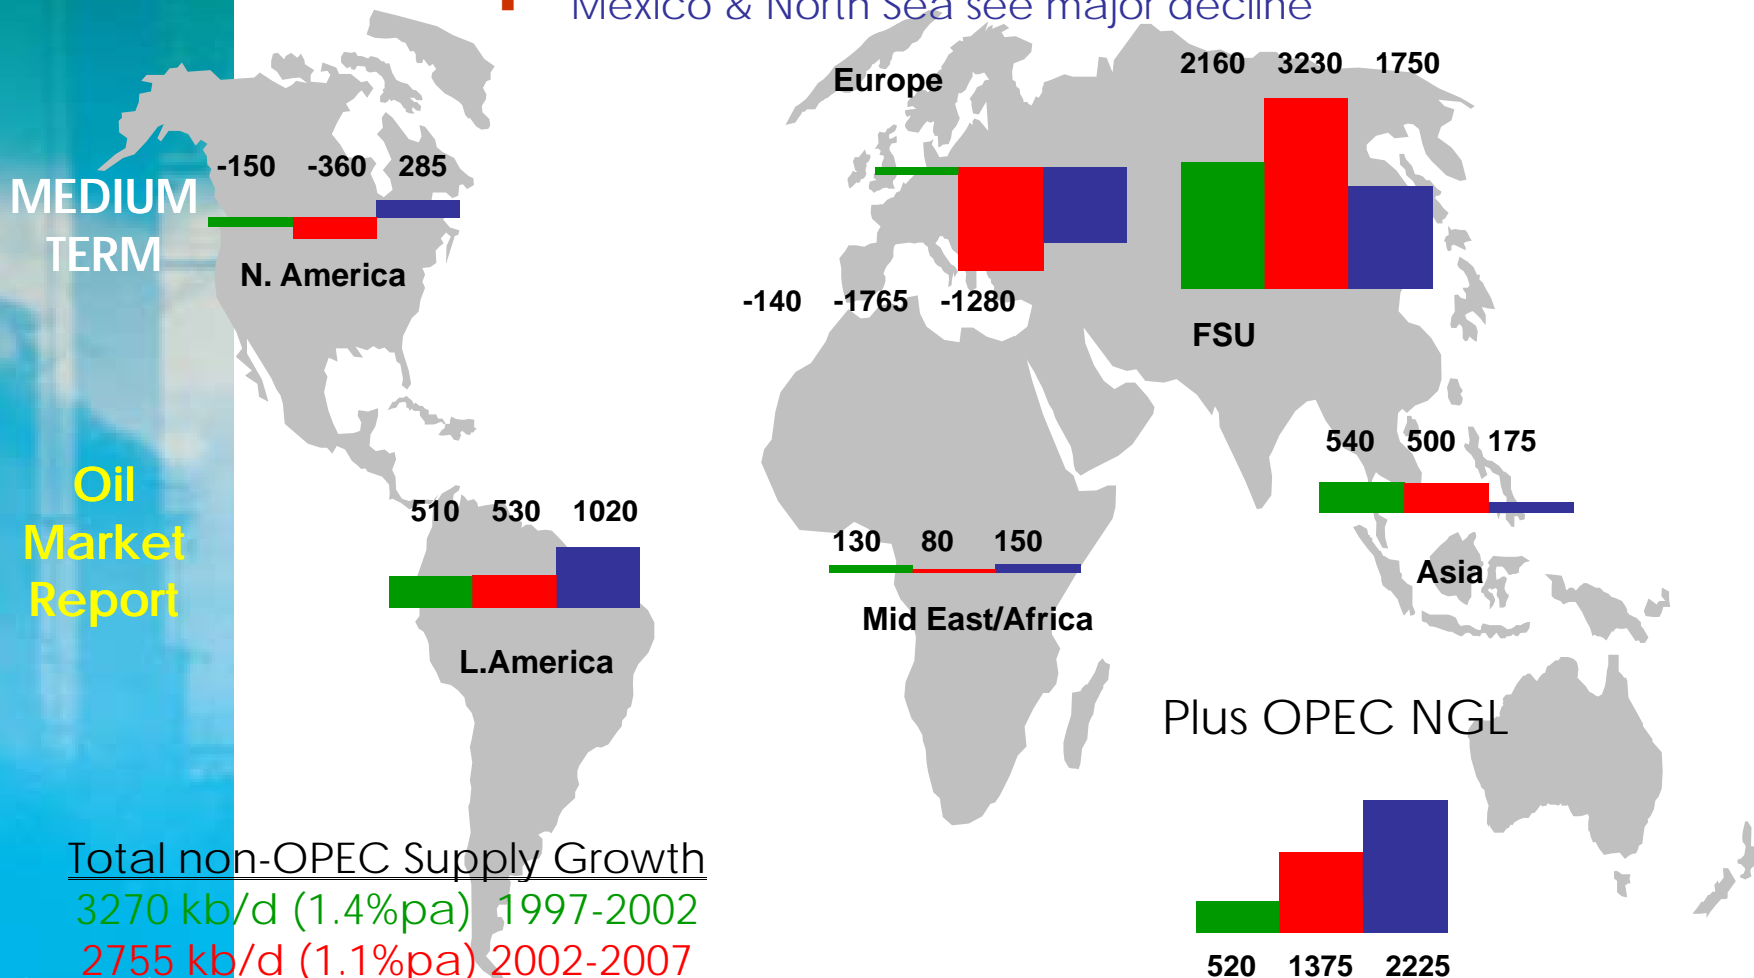 Mexico & North Sea see major decline
Europe
2160 3230 1750
-150 -360 285
MEDIUM
TERM
N. America
-140 -1765 -1280
FSU
540 500 175
Oil
Market
Report
510 530 1020
130 80 150
Asia
Mid East/Africa
L.America
Plus OPEC NGL
Total non-OPEC Supply Growth
3270 kb/d (1.4%pa) 1997-2002
2755 kb/d (1.1%pa) 2002-2007
520 1375 2225